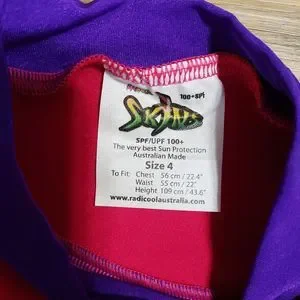 100+SPF
SKINS
SPF/UPF 100+
The very best Sun Protection
Australian Made
Size 4
To Fit: Chest 56 cm / 22.4"
Waist 55 cm / 22"
Height 109 cm / 43.6"
www.radicoolaustralia.com